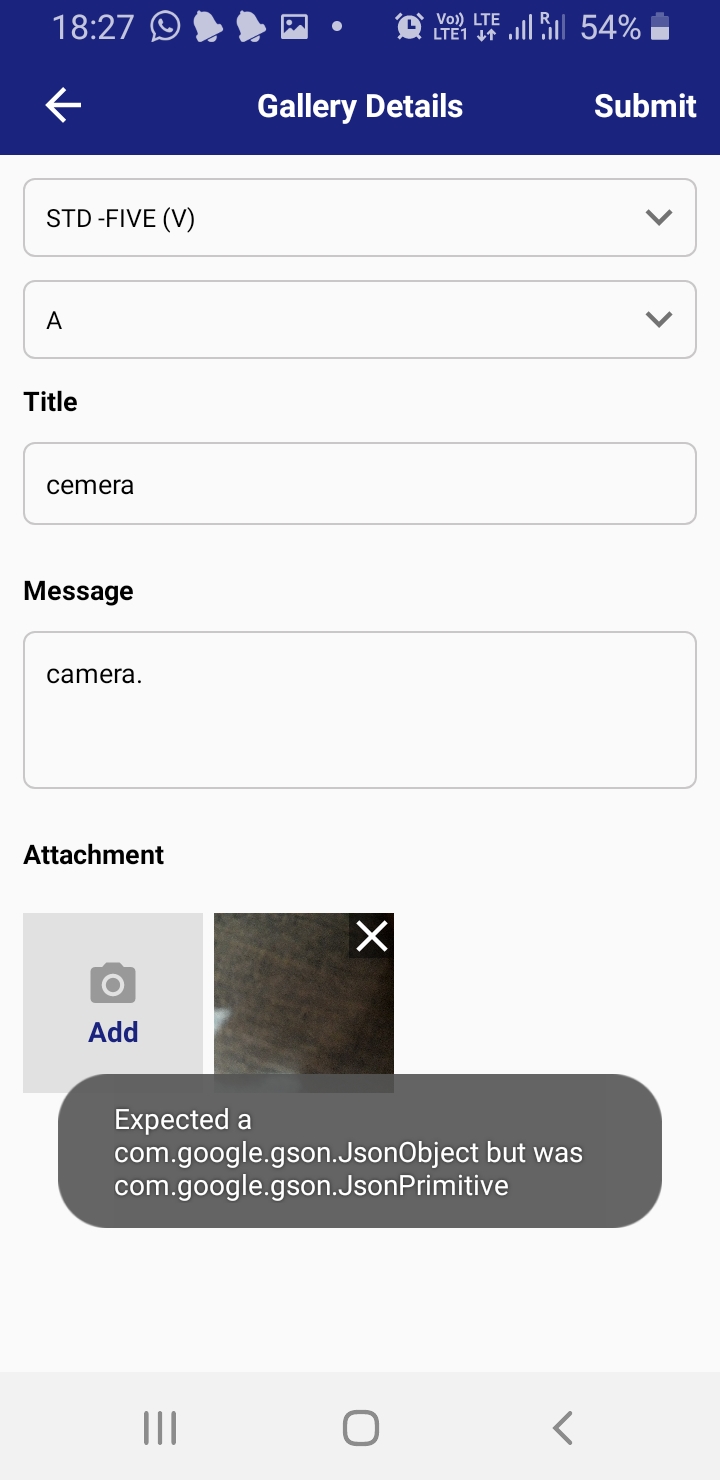 18:27 Vo)) LTE1 LTE R 54%
Gallery Details Submit
STD -FIVE (V)
A
Title
cemera
Message
camera.
Attachment
Add
Expected a
com.google.gson.JsonObject but was
com.google.gson.JsonPrimitive